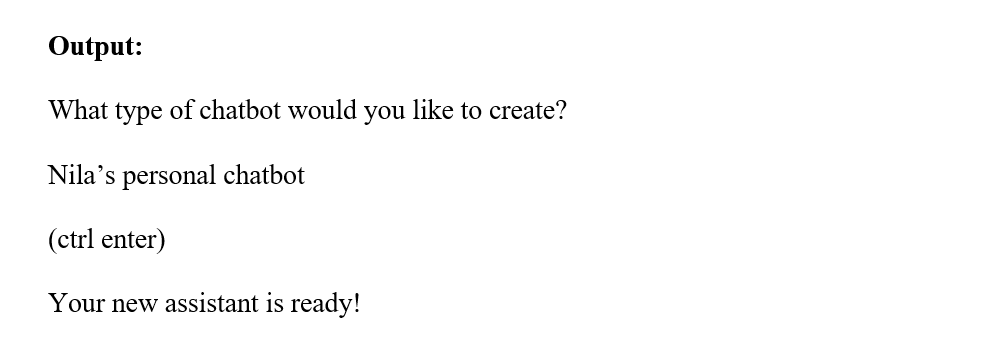 Output:
What type of chatbot would you like to create?
Nila’s personal chatbot
(ctrl enter)
Your new assistant is ready!